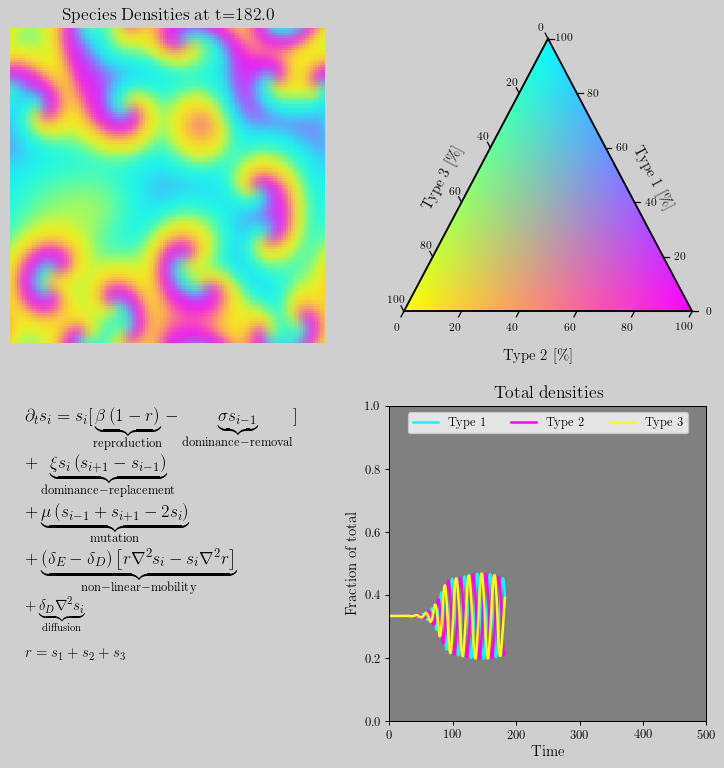 Species Densities at t=182.0
0
100
20
80
40
60
60
40
80
20
100
0
0 20 40 60 80 100
Type 3 [%]
Type 1 [%]
Type 2 [%]
∂ₜsᵢ = sᵢ[ β (1 − r) − σsᵢ₋₁ ]
reproduction dominance−removal
+ ξsᵢ (sᵢ₊₁ − sᵢ₋₁)
dominance−replacement
+ μ (sᵢ₋₁ + sᵢ₊₁ − 2sᵢ)
mutation
+ (δ_E − δ_D) [r∇²sᵢ − sᵢ∇²r]
non−linear−mobility
+ δ_D∇²sᵢ
diffusion
r = s₁ + s₂ + s₃
Total densities
Type 1 Type 2 Type 3
1.0
0.8
0.6
0.4
0.2
0.0
Fraction of total
0 100 200 300 400 500
Time